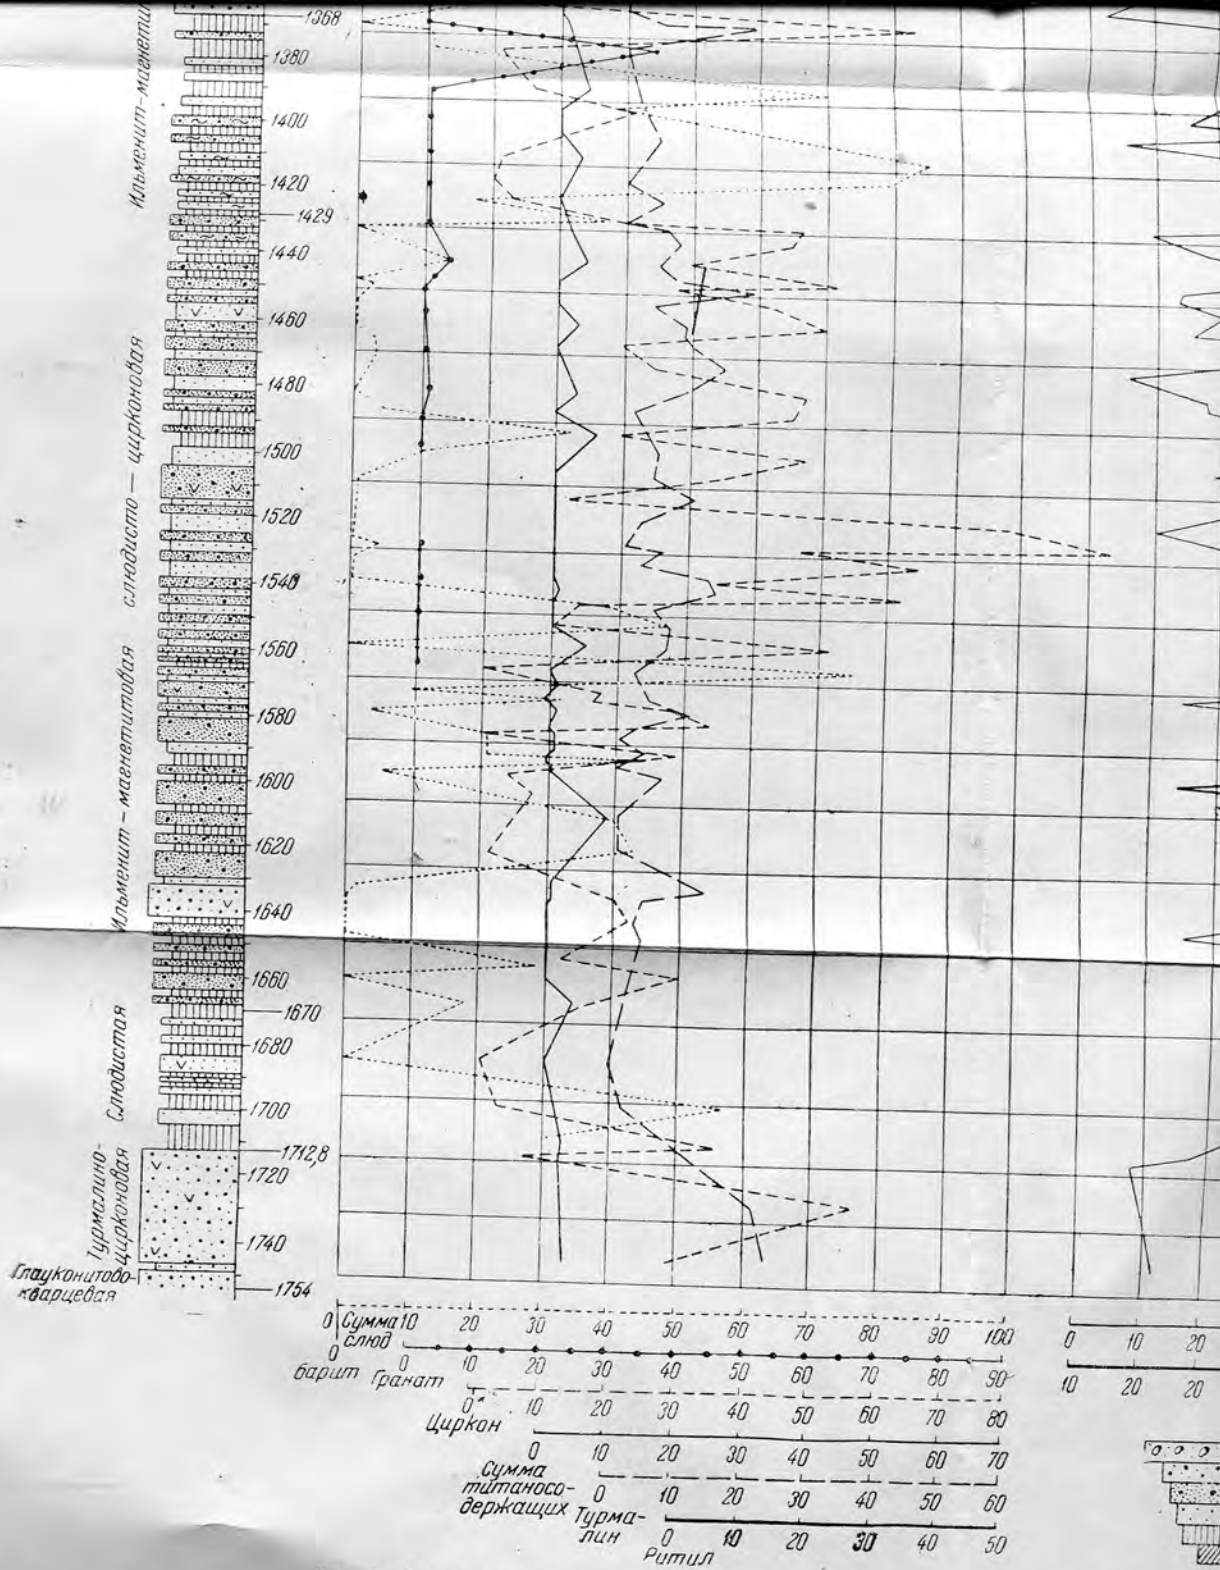 Ильменит-магнетит
слюдисто — цирконовая
Ильменит – магнетитовая
Слюдистая
Турмалино-
цирконовая
Глауконитово-
кварцевая
1368
1380
1400
1420
1429
1440
1460
1480
1500
1520
1540
1560
1580
1600
1620
1640
1660
1670
1680
1700
1712,8
1720
1740
1754
0 Сумма 10 20 30 40 50 60 70 80 90 100
слюд
0 0 10 20 30 40 50 60 70 80 90
барит Гранат
0 10 20 30 40 50 60 70 80
Циркон
0 10 20 30 40 50 60 70
Сумма
титаносо-
держащих
0 10 20 30 40 50 60
Турма-
лин
0 10 20 30 40 50
Ритил
0 10 20
10 20 20